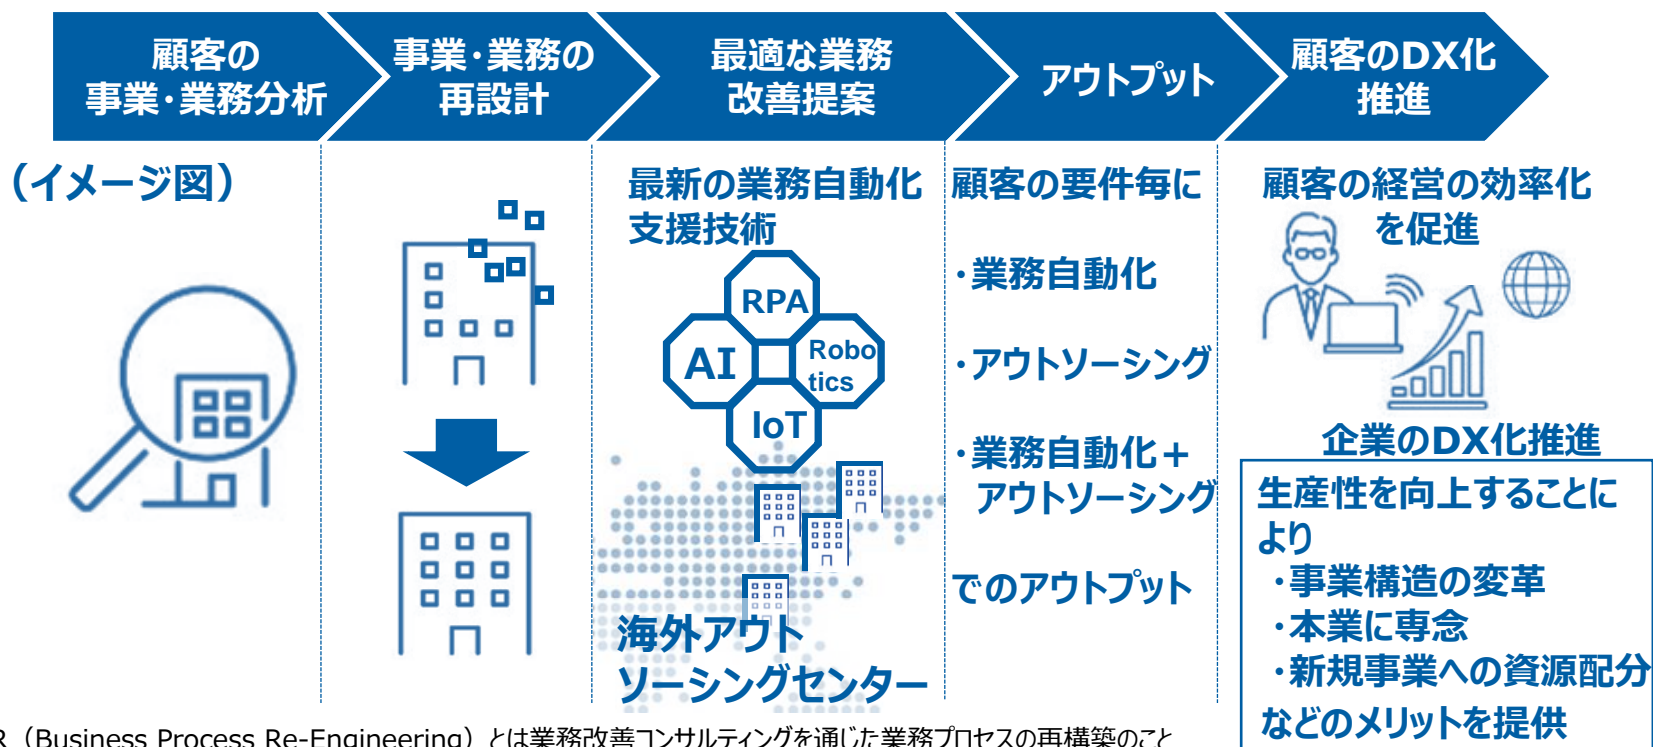 顧客の
事業・業務分析
事業・業務の
再設計
最適な業務
改善提案
アウトプット
顧客のDX化
推進
（イメージ図）
最新の業務自動化
支援技術
RPA
AI
Robo
tics
IoT
海外アウト
ソーシングセンター
顧客の要件毎に
・業務自動化
・アウトソーシング
・業務自動化＋
アウトソーシング
でのアウトプット
顧客の経営の効率化
を促進
企業のDX化推進
生産性を向上することに
より
・事業構造の変革
・本業に専念
・新規事業への資源配分
などのメリットを提供
R（Business Process Re-Engineering）とは業務改善コンサルティングを通じた業務プロセスの再構築のこと